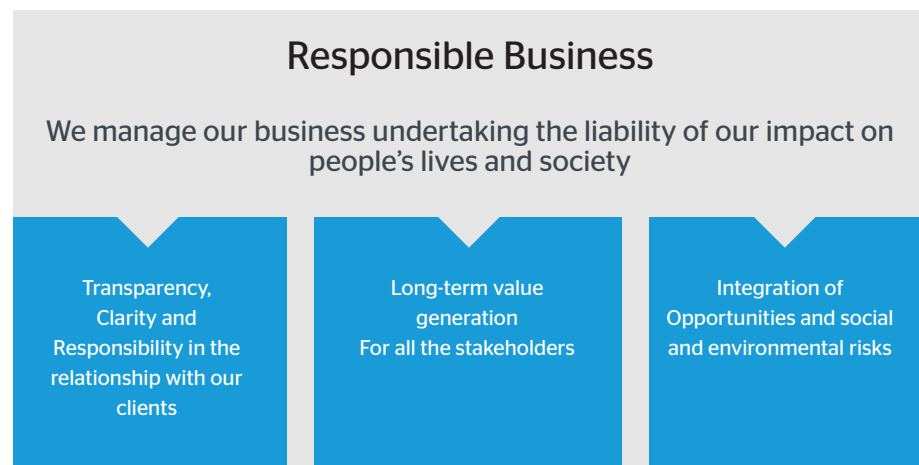 Responsible Business
We manage our business undertaking the liability of our impact on
people’s lives and society
Transparency,
Clarity and
Responsibility in the
relationship with our
clients
Long-term value
generation
For all the stakeholders
Integration of
Opportunities and social
and environmental risks